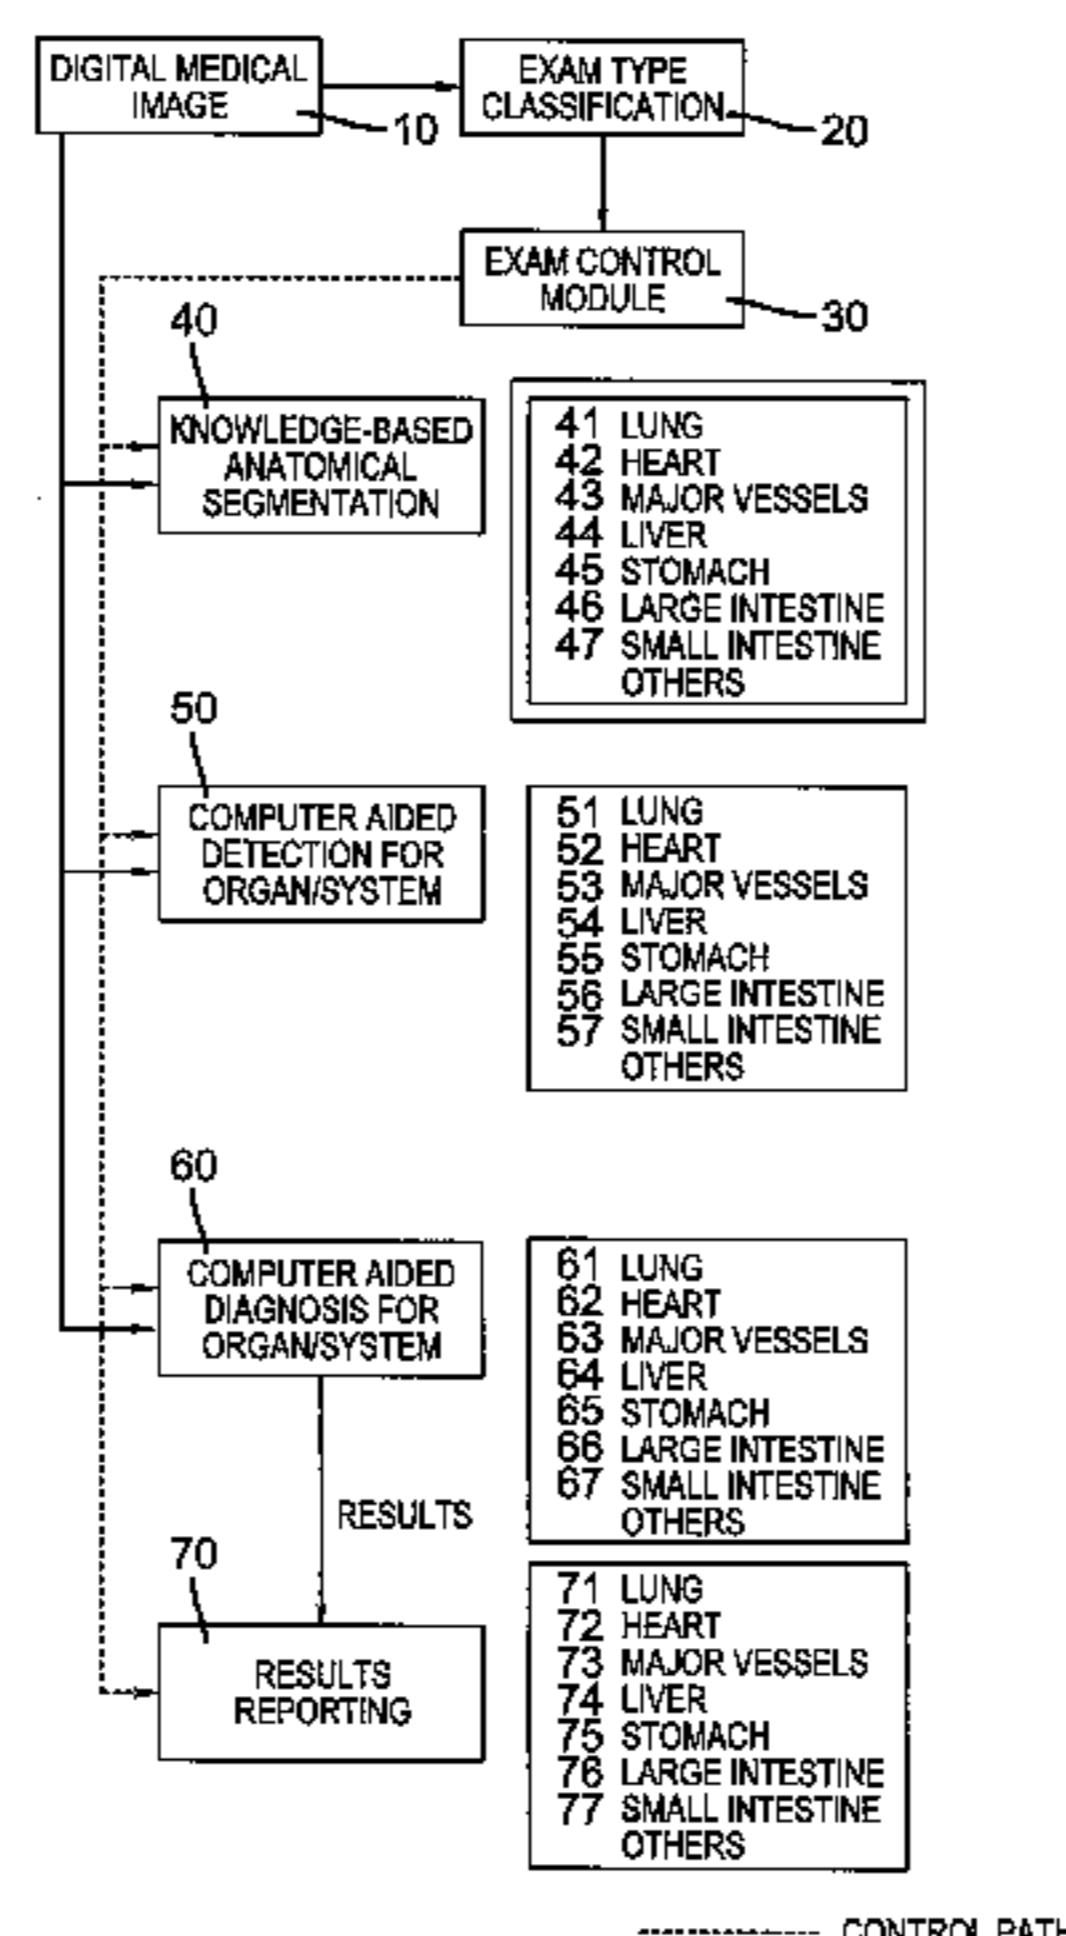 DIGITAL MEDICAL
IMAGE
10
EXAM TYPE
CLASSIFICATION
20
EXAM CONTROL
MODULE
30
40
KNOWLEDGE-BASED
ANATOMICAL
SEGMENTATION
41 LUNG
42 HEART
43 MAJOR VESSELS
44 LIVER
45 STOMACH
46 LARGE INTESTINE
47 SMALL INTESTINE
OTHERS
50
COMPUTER AIDED
DETECTION FOR
ORGAN/SYSTEM
51 LUNG
52 HEART
53 MAJOR VESSELS
54 LIVER
55 STOMACH
56 LARGE INTESTINE
57 SMALL INTESTINE
OTHERS
60
COMPUTER AIDED
DIAGNOSIS FOR
ORGAN/SYSTEM
61 LUNG
62 HEART
63 MAJOR VESSELS
64 LIVER
65 STOMACH
66 LARGE INTESTINE
67 SMALL INTESTINE
OTHERS
RESULTS
70
RESULTS
REPORTING
71 LUNG
72 HEART
73 MAJOR VESSELS
74 LIVER
75 STOMACH
76 LARGE INTESTINE
77 SMALL INTESTINE
OTHERS
CONTROL PATH